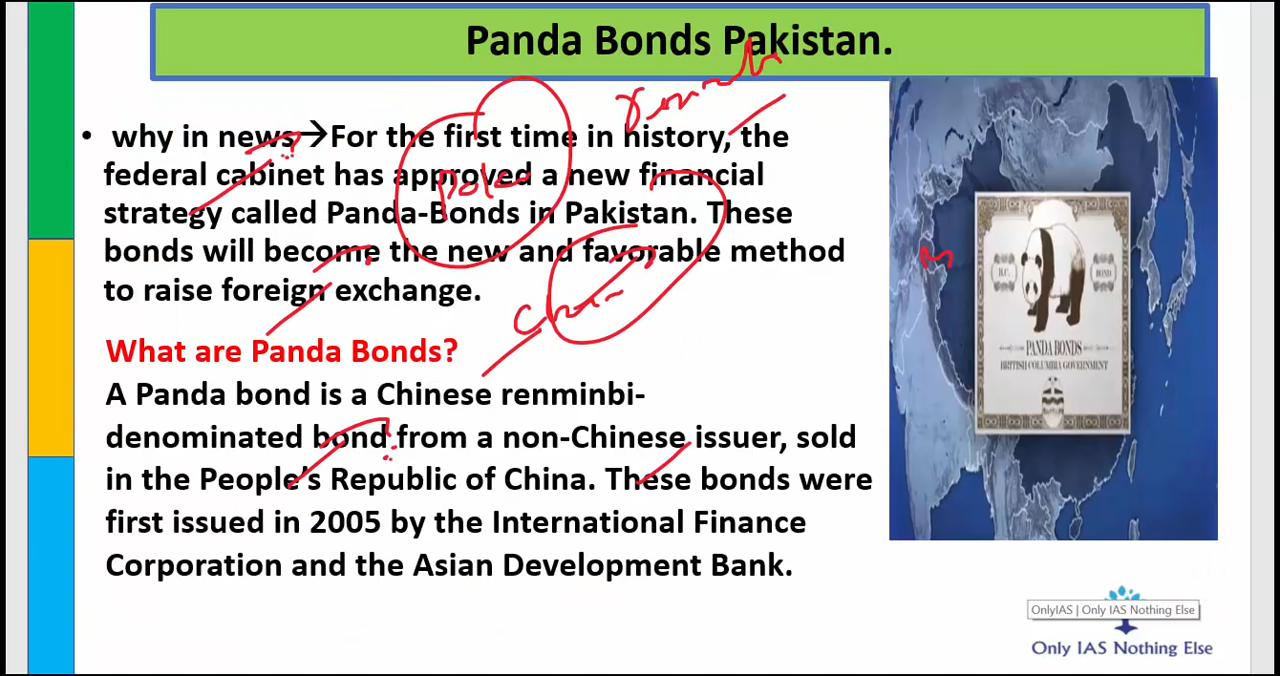 Panda Bonds Pakistan.
• why in news→For the first time in history, the
federal cabinet has approved a new financial
strategy called Panda-Bonds in Pakistan. These
bonds will become the new and favorable method
to raise foreign exchange.
What are Panda Bonds?
A Panda bond is a Chinese renminbi-
denominated bond from a non-Chinese issuer, sold
in the People's Republic of China. These bonds were
first issued in 2005 by the International Finance
Corporation and the Asian Development Bank.
B.C.
BOND
PANDA BONDS
BRITISH COLUMBIA GOVERNMENT
OnlyIAS | Only IAS Nothing Else
Only IAS Nothing Else